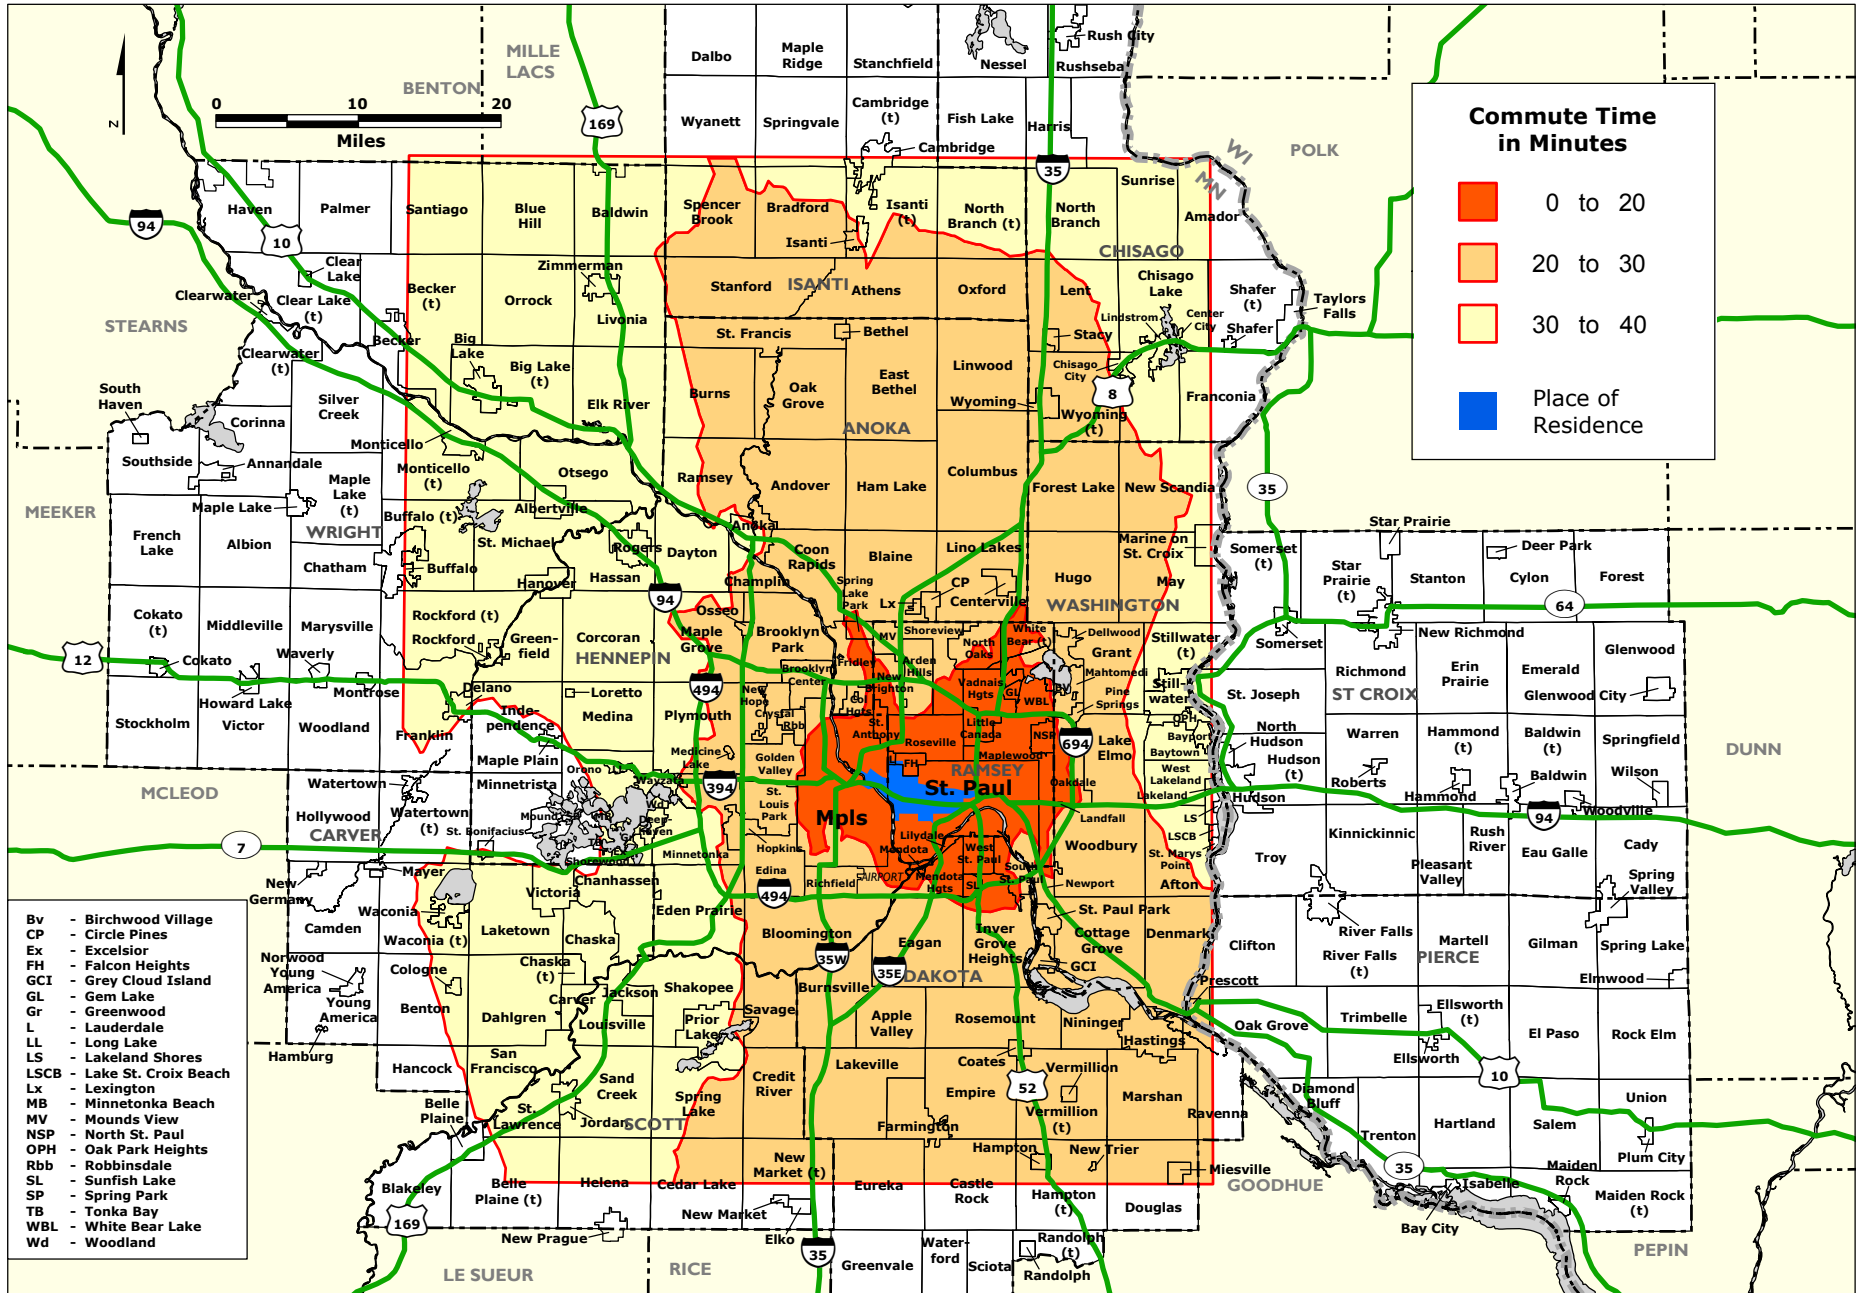 MILLE
LACS
BENTON
Dalbo
Maple
Ridge
Stanchfield
Nessel
Rush City
Rushseba
N
0 10 20
Miles
169
Wyanett
Springvale
Cambridge
(t)
Cambridge
Fish Lake
Harris
35
WI
MN
POLK
Commute Time
in Minutes
0 to 20
20 to 30
30 to 40
Place of
Residence
94
10
Haven
Palmer
Santiago
Blue
Hill
Baldwin
Spencer
Brook
Bradford
Isanti
Isanti
(t)
North
Branch (t)
North
Branch
Sunrise
Amador
CHISAGO
Clear
Lake
Clearwater
Clear Lake
(t)
STEARNS
Becker
(t)
Orrock
Zimmerman
Livonia
Stanford
ISANTI
Athens
Oxford
Lent
Chisago
Lake
Shafer
(t)
Taylors
Falls
Lindstrom
Center
City
Shafer
Becker
Big
Lake
Clearwater
(t)
Big Lake
(t)
St. Francis
Bethel
Stacy
Chisago
City
8
South
Haven
Corinna
Silver
Creek
Elk River
Burns
Oak
Grove
East
Bethel
Linwood
Wyoming
Wyoming
(t)
Franconia
ANOKA
Monticello
Southside
Annandale
Maple
Lake
(t)
Monticello
(t)
Otsego
Ramsey
Andover
Ham Lake
Columbus
Forest Lake
New Scandia
35
MEEKER
Maple Lake
WRIGHT
Buffalo (t)
Albertville
Anoka
French
Lake
Albion
Chatham
Buffalo
St. Michael
Rogers
Dayton
Coon
Rapids
Blaine
Lino Lakes
Marine on
St. Croix
Star Prairie
Somerset
(t)
Star
Prairie
(t)
Stanton
Deer Park
Cylon
Forest
Hanover
Hassan
94
Champlin
Spring
Lake
Park
Lx
CP
Centerville
Hugo
May
WASHINGTON
64
Cokato
(t)
Middleville
Marysville
Rockford (t)
Rockford
Green-
field
Corcoran
HENNEPIN
Osseo
Maple
Grove
Brooklyn
Park
MV
Shoreview
North
Oaks
White
Bear (t)
Dellwood
Grant
Stillwater
(t)
Somerset
New Richmond
Glenwood
12
Cokato
Waverly
Howard Lake
Montrose
Delano
Loretto
494
Brooklyn
Center
Fridley
Arden
Hills
New
Brighton
Vadnais
Hgts
GL
BV
Mahtomedi
Still-
water
Richmond
Erin
Prairie
Emerald
Glenwood City
Stockholm
Victor
Woodland
Franklin
Inde-
pendence
Medina
Plymouth
New
Hope
Crystal
Rbb
Col
Hgts
St.
Anthony
WBL
Pine
Springs
OPH
Bayport
St. Joseph
ST CROIX
Maple Plain
Medicine
Lake
Golden
Valley
Roseville
Little
Canada
NSP
694
Lake
Elmo
Baytown
North
Hudson
Hudson
(t)
Warren
Hammond
(t)
Baldwin
(t)
Springfield
DUNN
MCLEOD
Watertown
Minnetrista
Orono
Wayzata
394
FH
RAMSEY
Maplewood
Oakdale
West
Lakeland
Lakeland
Hudson
Roberts
Hammond
Baldwin
Wilson
Woodville
Hollywood
CARVER
Watertown
(t)
St. Bonifacius
Mound
Wd
Deep-
haven
St.
Louis
Park
Mpls
St. Paul
Lilydale
Landfall
LS
LSCB
94
7
TB
Ex
Shorewood
Minnetonka
Hopkins
Mendota
West
St. Paul
Woodbury
St. Marys
Point
Troy
Kinnickinnic
Pleasant
Valley
Rush
River
Eau Galle
Cady
New
Germany
Mayer
Victoria
Chanhassen
Edina
Richfield
AIRPORT
Mendota
Hgts
SL
South
St. Paul
Newport
Afton
Spring
Valley
Bv - Birchwood Village
CP - Circle Pines
Ex - Excelsior
FH - Falcon Heights
GCI - Grey Cloud Island
GL - Gem Lake
Gr - Greenwood
L - Lauderdale
LL - Long Lake
LS - Lakeland Shores
LSCB - Lake St. Croix Beach
Lx - Lexington
MB - Minnetonka Beach
MV - Mounds View
NSP - North St. Paul
OPH - Oak Park Heights
Rbb - Robbinsdale
SL - Sunfish Lake
SP - Spring Park
TB - Tonka Bay
WBL - White Bear Lake
Wd - Woodland
Camden
Waconia
Waconia (t)
Laketown
Chaska
Eden Prairie
494
Bloomington
Eagan
Inver
Grove
Heights
St. Paul Park
Cottage
Grove
Denmark
Clifton
River Falls
River Falls
(t)
Martell
PIERCE
Gilman
Spring Lake
Elmwood
Norwood
Young
America
Young
America
Cologne
Benton
Chaska
(t)
Carver
Dahlgren
Jackson
Louisville
Shakopee
Prior
Lake
Savage
35W
35E
Burnsville
DAKOTA
GCI
Prescott
Hamburg
Hancock
San
Francisco
Sand
Creek
Spring
Lake
Credit
River
Apple
Valley
Rosemount
Nininger
Hastings
Oak Grove
Trimbelle
Ellsworth
(t)
Ellsworth
El Paso
Rock Elm
10
Lakeville
Coates
Empire
52
Vermillion
Vermillion
(t)
Marshan
Ravenna
Diamond
Bluff
Belle
Plaine
St.
Lawrence
Jordan
SCOTT
Farmington
Hampton
New Trier
Trenton
Hartland
Salem
Union
Plum City
35
Blakeley
Belle
Plaine (t)
Helena
Cedar Lake
New
Market (t)
New Market
Eureka
Castle
Rock
Hampton
(t)
Douglas
Miesville
GOODHUE
Isabelle
Maiden
Rock
Maiden Rock
(t)
Bay City
169
New Prague
Elko
35
Greenvale
Water-
ford
Sciota
Randolph
(t)
Randolph
LE SUEUR
RICE
PEPIN